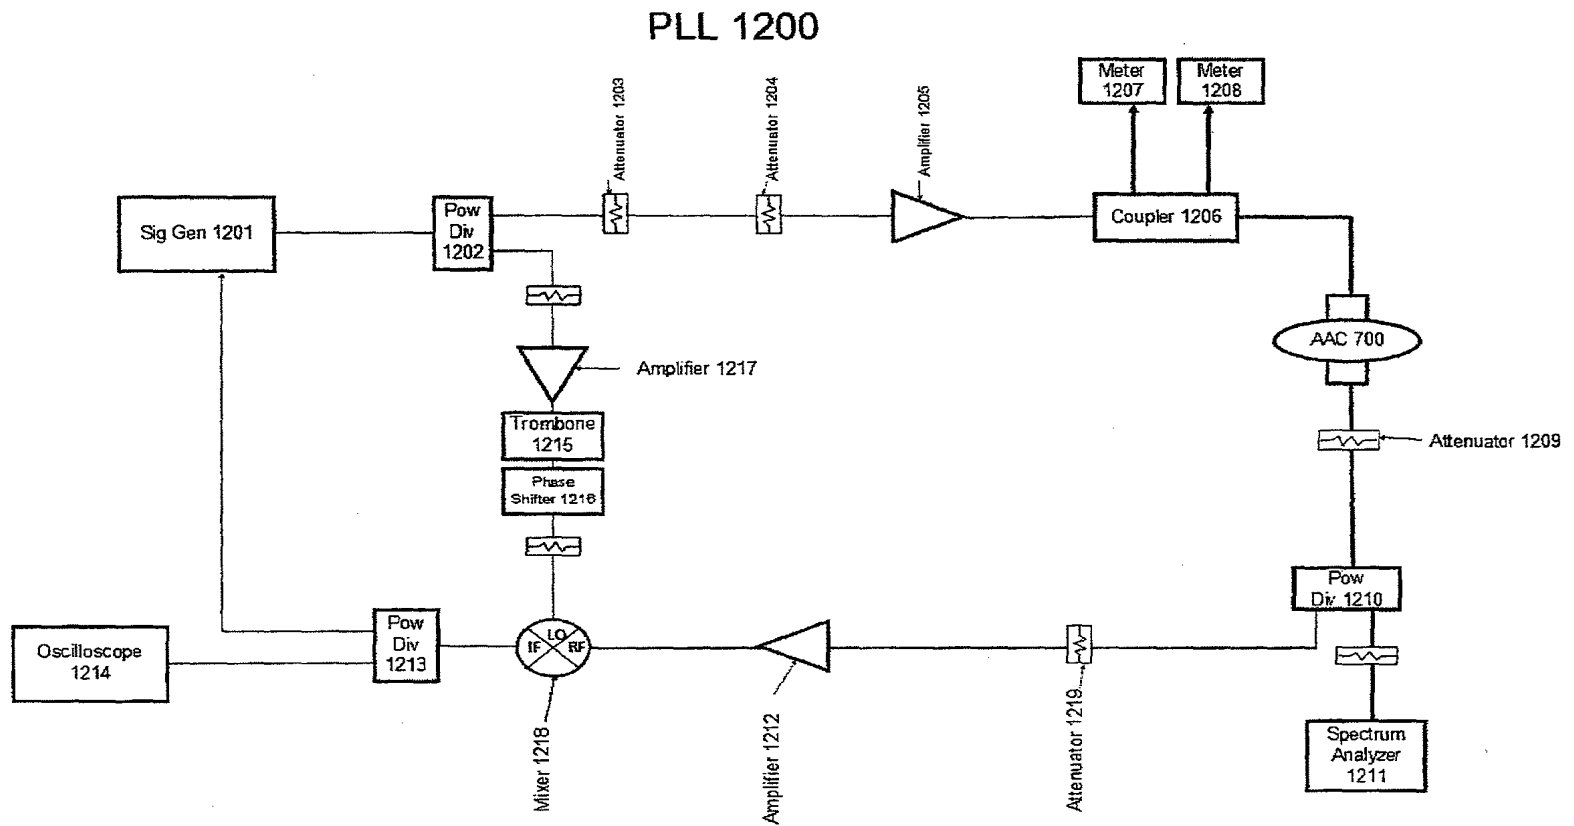 PLL 1200
Attenuator 1203
Attenuator 1204
Amplifier 1205
Meter
1207
Meter
1208
Sig Gen 1201
Pow
Div
1202
Coupler 1206
AAC 700
Amplifier 1217
Trombone
1215
Phase
Shifter 1216
Attenuator 1209
Pow
Div 1210
Oscilloscope
1214
Pow
Div
1213
LO
IF
RF
Mixer 1218
Amplifier 1212
Attenuator 1219
Spectrum
Analyzer
1211